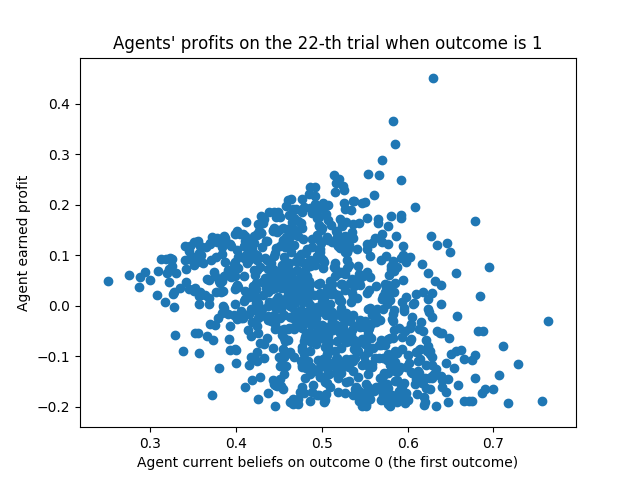 Agents' profits on the 22-th trial when outcome is 1
Agent earned profit
0.4
0.3
0.2
0.1
0.0
−0.1
−0.2
0.3 0.4 0.5 0.6 0.7
Agent current beliefs on outcome 0 (the first outcome)